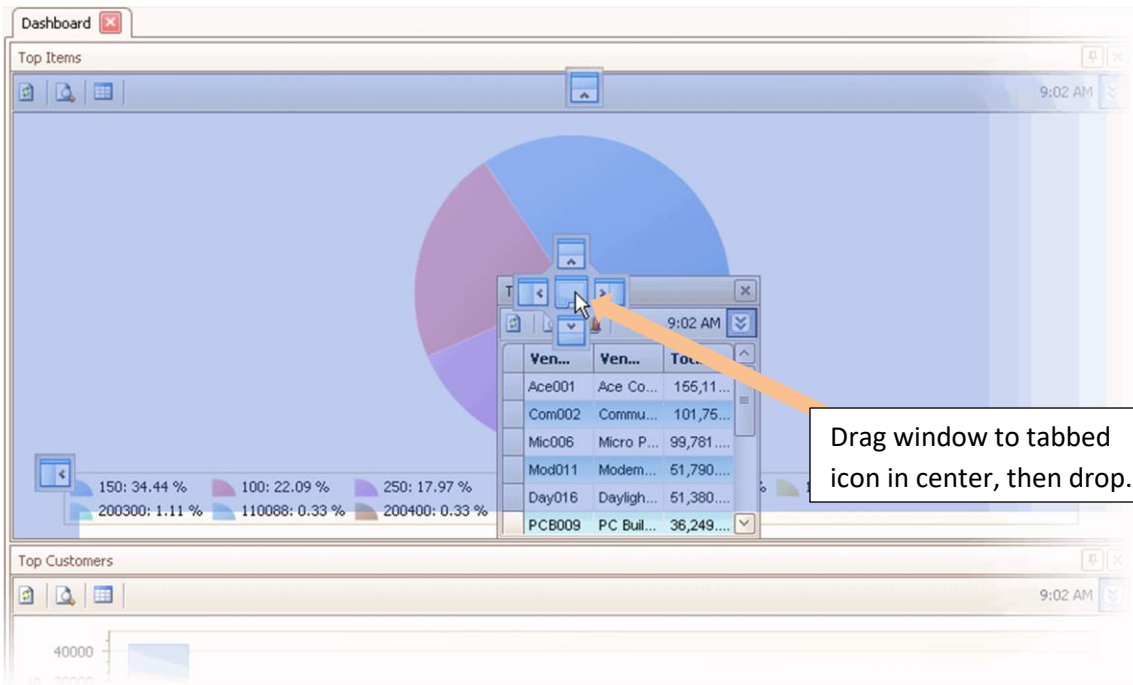 Dashboard
Top Items
9:02 AM
T
9:02 AM
Ven... Ven... Tot...
Ace001 Ace Co... 155,11...
Com002 Commu... 101,75...
Mic006 Micro P... 99,781....
Mod011 Modern... 51,790....
Day016 Dayligh... 51,380....
PCB009 PC Buil... 36,249....
Drag window to tabbed
icon in center, then drop.
150: 34.44 % 100: 22.09 % 250: 17.97 %
200300: 1.11 % 110088: 0.33 % 200400: 0.33 %
Top Customers
9:02 AM
40000
30000